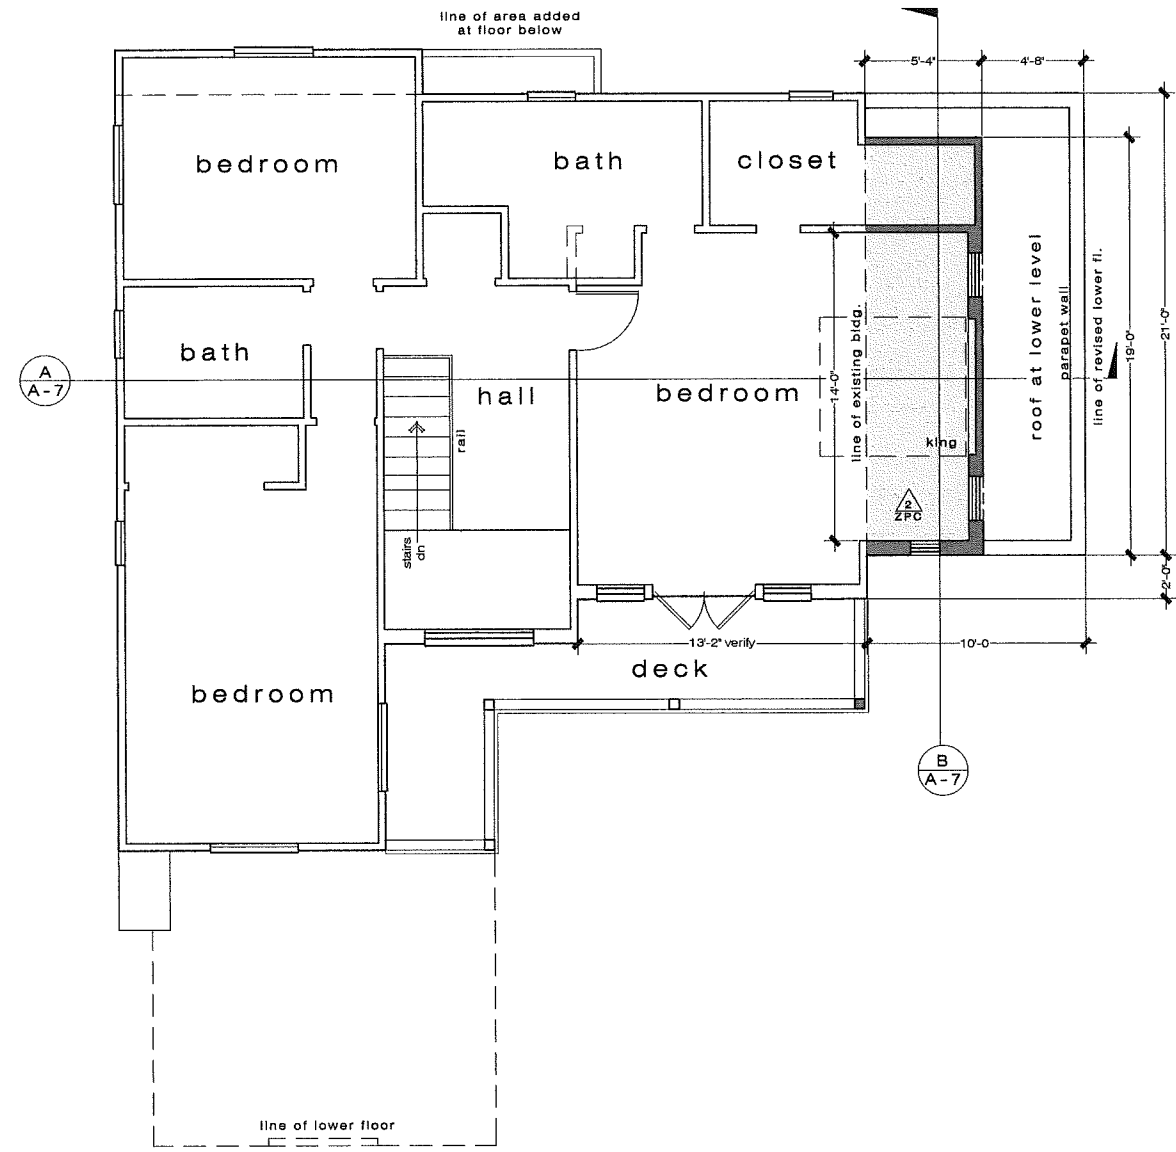 line of area added
at floor below
5'-4"
4'-8"
bedroom
bath
closet
roof at lower level
parapet wall
line of revised lower fl.
19'-0"
21'-0"
line of existing bldg.
14'-0"
bath
A
A-7
hall
bedroom
rail
king
2
ZPC
stairs
dn
2'-0"
13'-2" verify
10'-0
deck
bedroom
B
A-7
line of lower floor